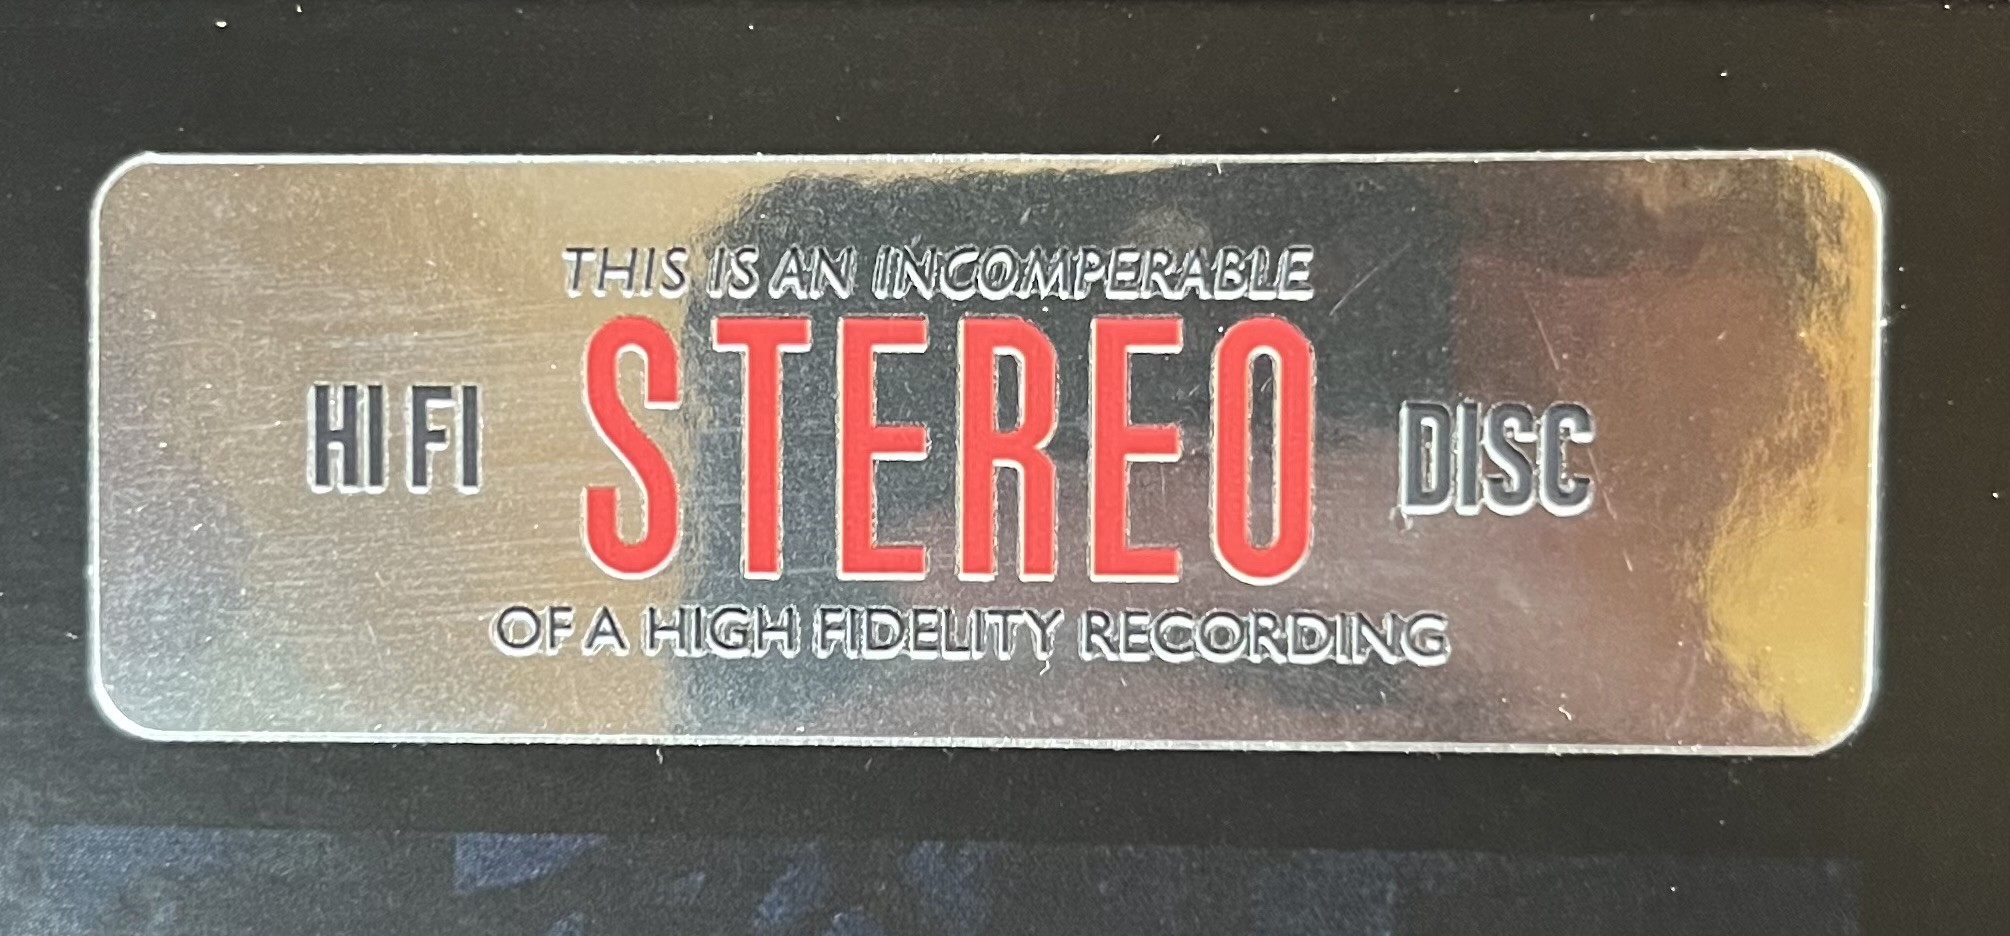 THIS IS AN INCOMPERABLE
HI FI STEREO DISC
OF A HIGH FIDELITY RECORDING